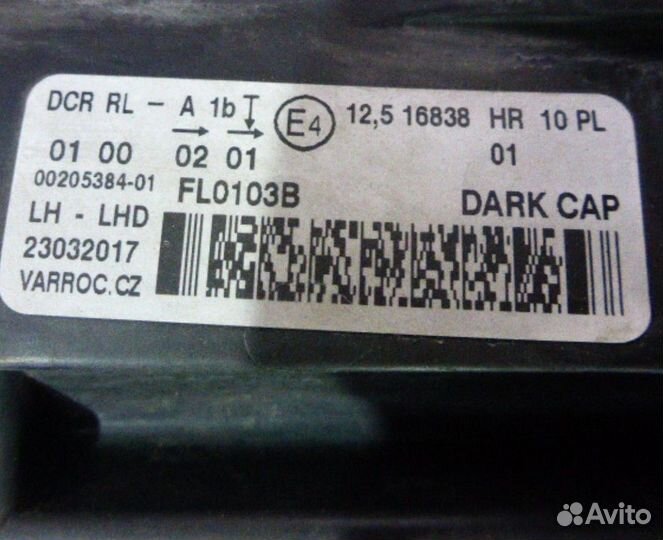 DCR RL - A 1b E4 12,5 16838 HR 10 PL
→ →
01 00 02 01 01
00205384-01 FL0103B DARK CAP
LH - LHD
23032017
VARROC.CZ
Avito